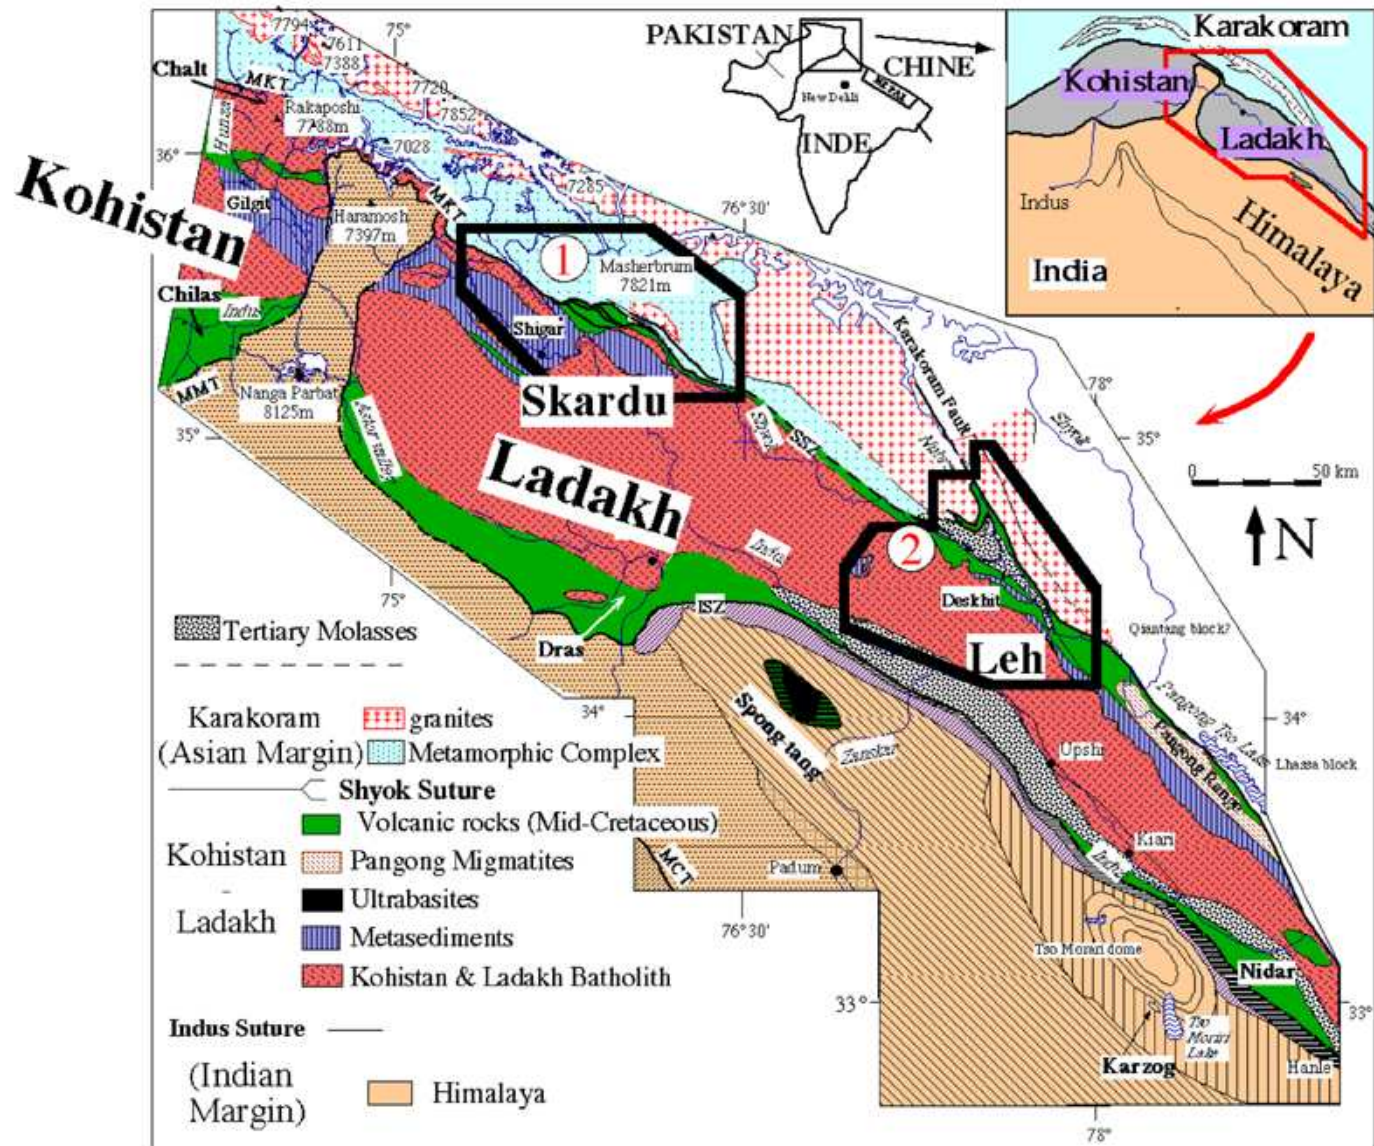 7794
7611
7388
75°
7720
7852
Chalt
MKT
Hunza
Rakaposhi
7788m
7028
36°
7285
MKT
76°30'
Kohistan
Gilgit
Haramosh
7397m
1
Masherbrum
7821m
Chilas
Indus
Shigar
Skardu
MMT
Nanga Parbat
8125m
35°
Astor valley
Shyok
SSZ
Karakoram Fault
78°
Shyok
35°
Ladakh
Indus
2
Deskhit
Leh
75°
ISZ
Dras
Qiangtang block?
34°
34°
Spongtang
Zanskar
Upshi
Pangong Tso Lake
Lhassa block
Pangong Range
Kiari
Indus
MCT
Padum
76°30'
Tso Morari dome
Nidar
33°
33°
Tso
Morari
Lake
Karzog
Hanle
78°
PAKISTAN
CHINE
NEPAL
New Dehli
INDE
Karakoram
Kohistan
Ladakh
Indus
Himalaya
India
0 50 km
N
Tertiary Molasses
Karakoram
(Asian Margin)
granites
Metamorphic Complex
Shyok Suture
Volcanic rocks (Mid-Cretaceous)
Kohistan
Pangong Migmatites
-
Ultrabasites
Ladakh
Metasediments
Kohistan & Ladakh Batholith
Indus Suture
(Indian
Margin)
Himalaya